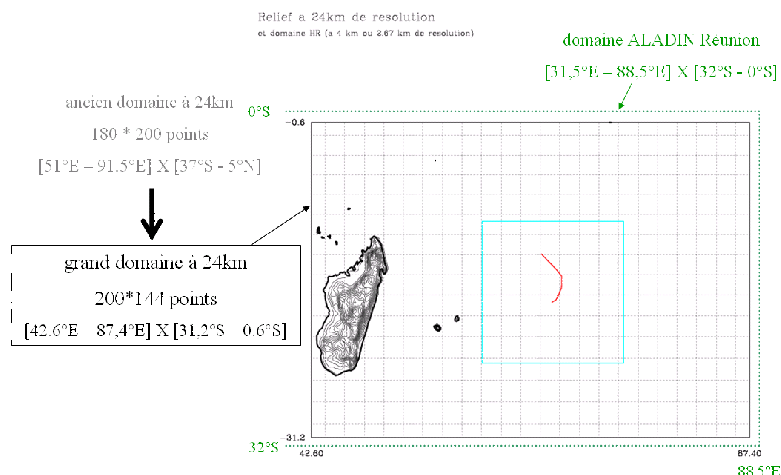 Relief a 24km de resolution
et domaine HR (a 4 km ou 2.67 km de resolution)
domaine ALADIN Réunion
[31,5°E – 88.5°E] X [32°S - 0°S]
ancien domaine à 24km
180 * 200 points
[51°E – 91.5°E] X [37°S - 5°N]
0°S
-0.6
grand domaine à 24km
200*144 points
[42.6°E 87,4°E] X [31,2°S 0.6°S]
-31.2
32°S
42.60
87.40
88.5°E